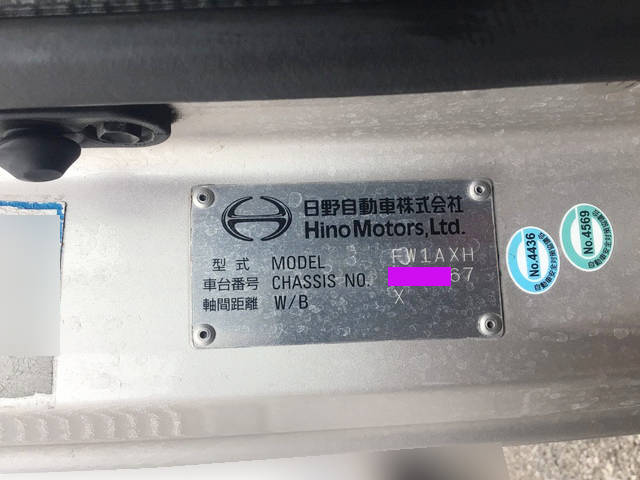 日野自動車株式会社
Hino Motors, Ltd.
型式 MODEL FW1AXH
車台番号 CHASSIS NO. 67
軸間距離 W/B X
No.4436
No.4569